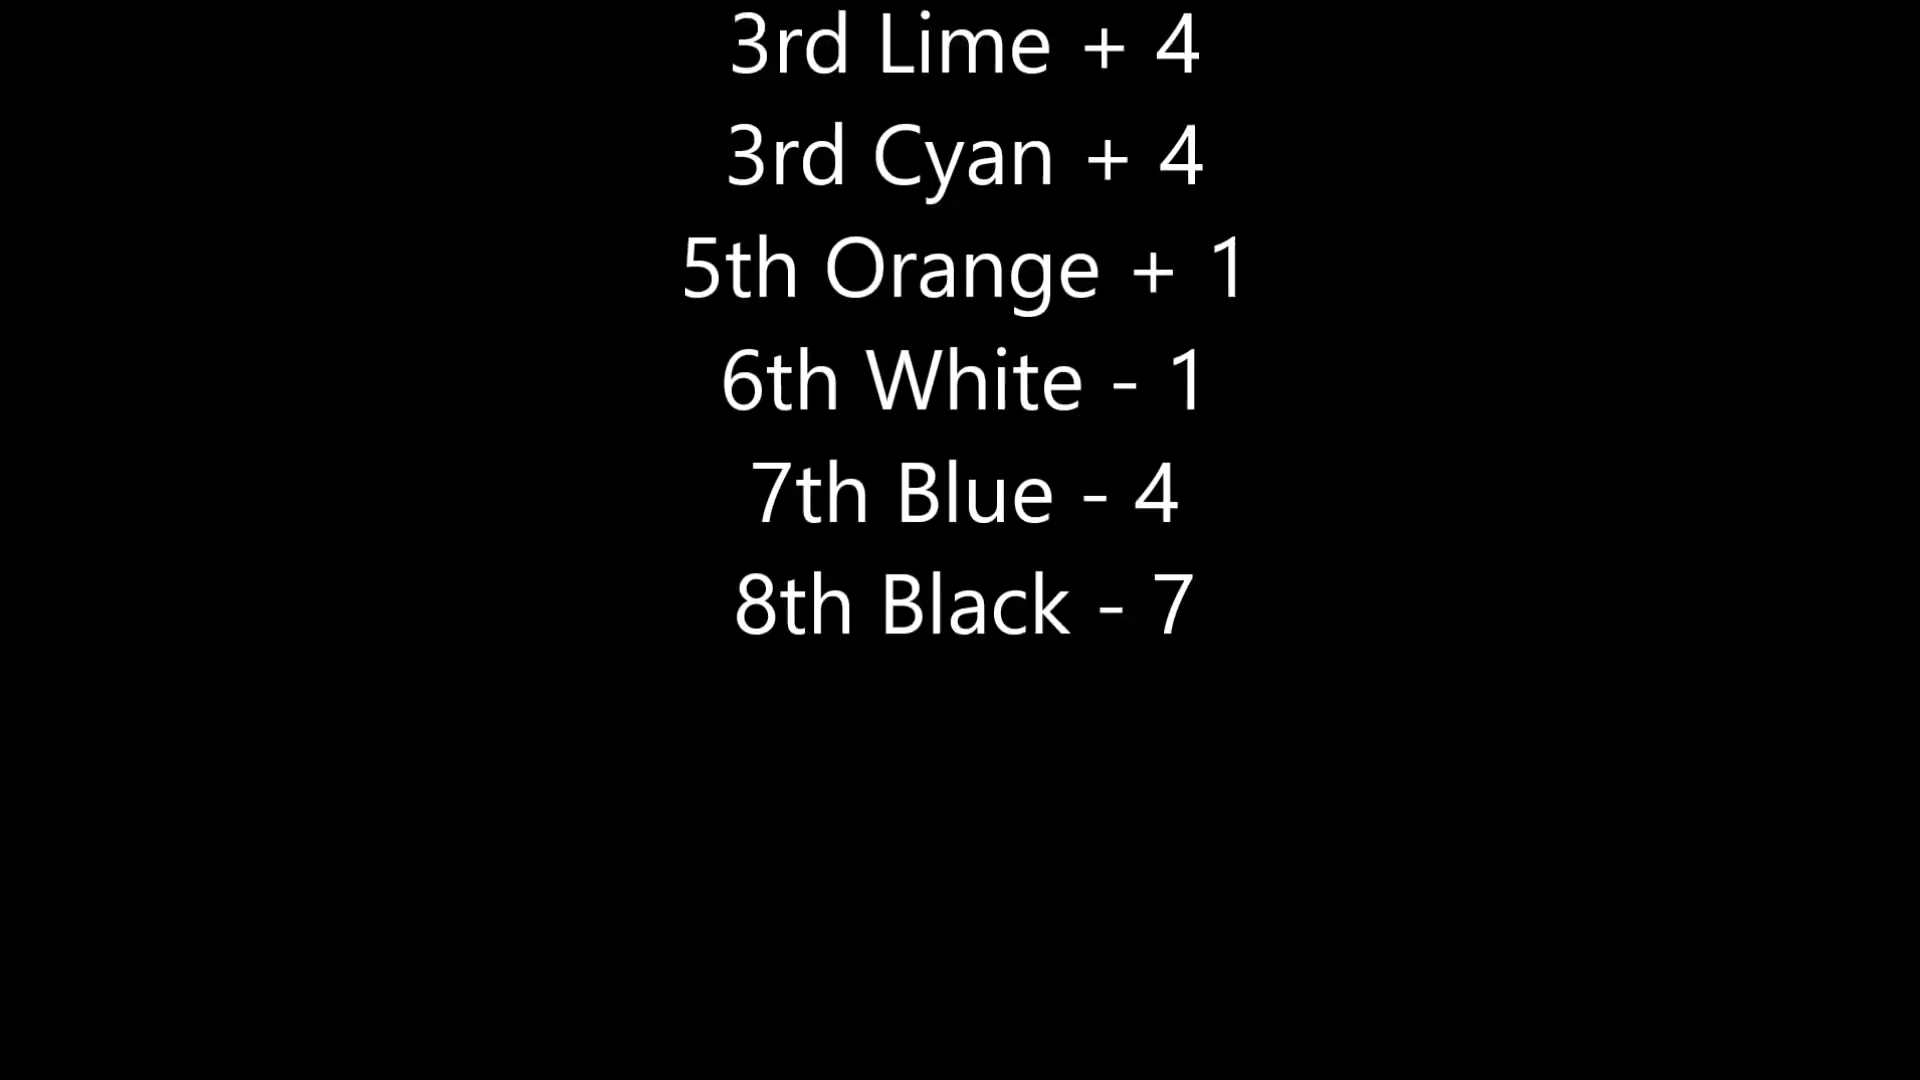 3rd Lime + 4
3rd Cyan + 4
5th Orange + 1
6th White - 1
7th Blue - 4
8th Black - 7